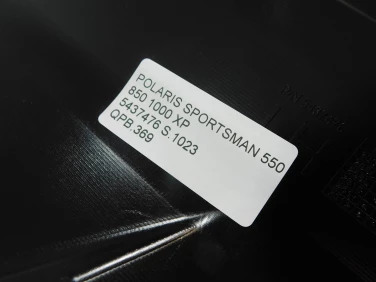 POLARIS SPORTSMAN 550
850 1000 XP
5437476 S.1023
QPB 369